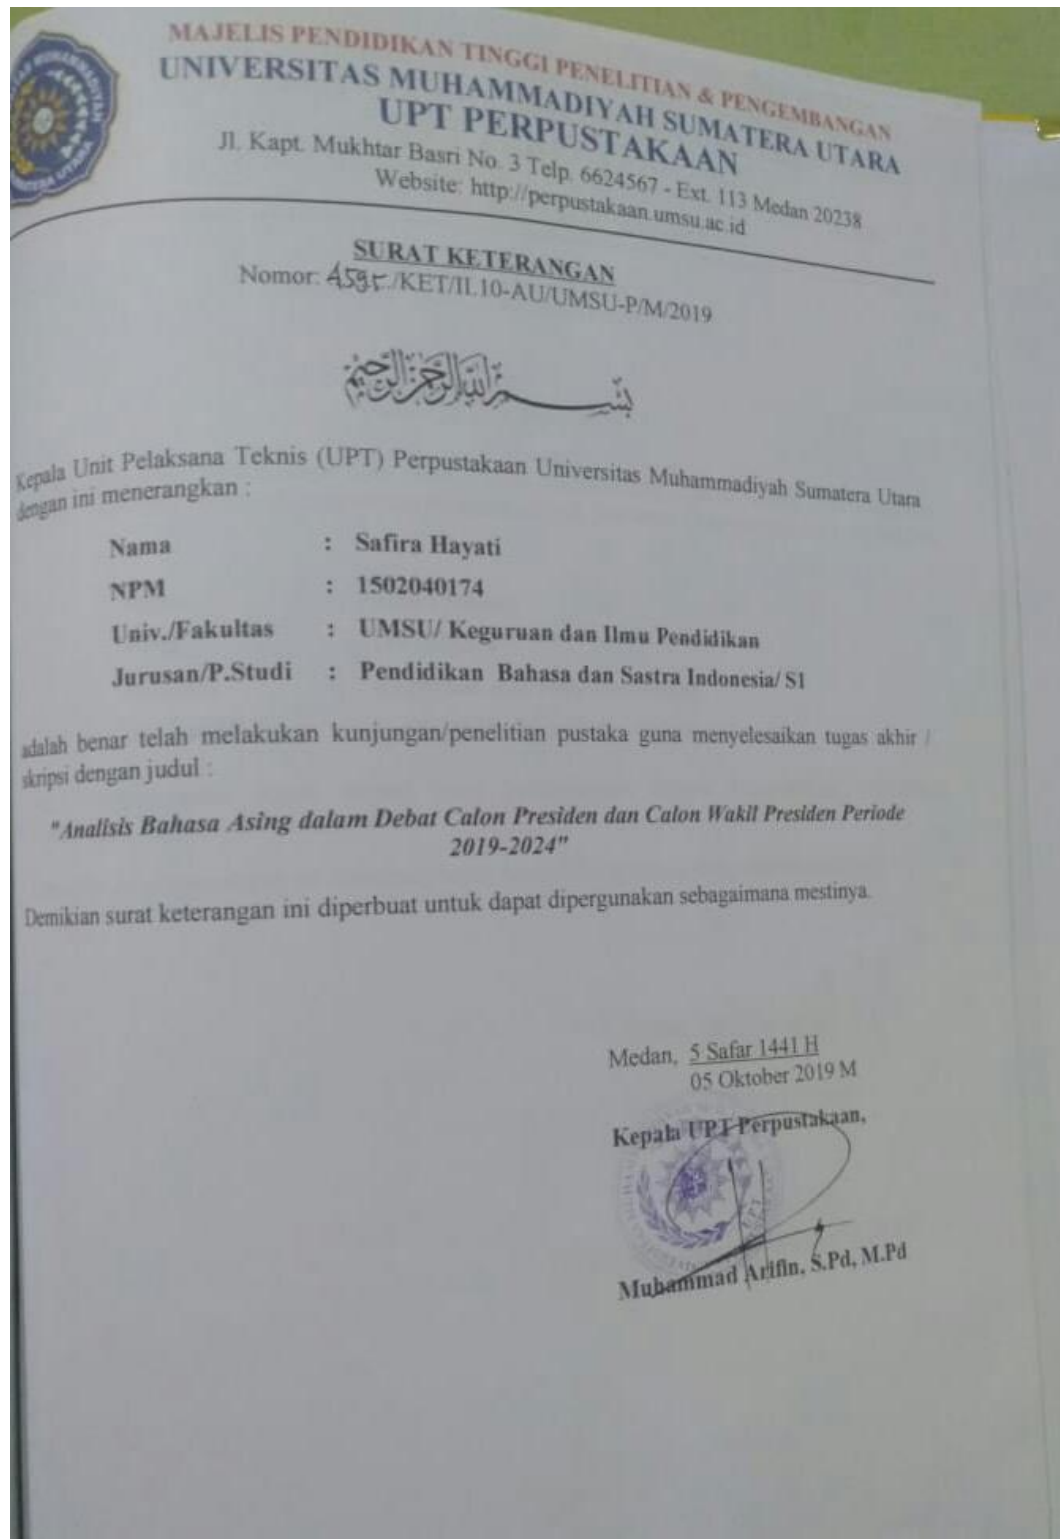 MAJELIS PENDIDIKAN TINGGI PENELITIAN & PENGEMBANGAN
UNIVERSITAS MUHAMMADIYAH SUMATERA UTARA
UPT PERPUSTAKAAN
Jl. Kapt. Mukhtar Basri No. 3 Telp. 6624567 - Ext. 113 Medan 20238
Website: http://perpustakaan.umsu.ac.id
SURAT KETERANGAN
Nomor: /KET/II.10-AU/UMSU-P/M/2019
بسم الله الرحمن الرحيم
Kepala Unit Pelaksana Teknis (UPT) Perpustakaan Universitas Muhammadiyah Sumatera Utara
dengan ini menerangkan :
Nama : Safira Hayati
NPM : 1502040174
Univ./Fakultas : UMSU/ Keguruan dan Ilmu Pendidikan
Jurusan/P.Studi : Pendidikan Bahasa dan Sastra Indonesia/ S1
adalah benar telah melakukan kunjungan/penelitian pustaka guna menyelesaikan tugas akhir /
skripsi dengan judul :
"Analisis Bahasa Asing dalam Debat Calon Presiden dan Calon Wakil Presiden Periode
2019-2024"
Demikian surat keterangan ini diperbuat untuk dapat dipergunakan sebagaimana mestinya.
Medan, 5 Safar 1441 H
05 Oktober 2019 M
Kepala UPT Perpustakaan,
Muhammad Arifin, S.Pd, M.Pd